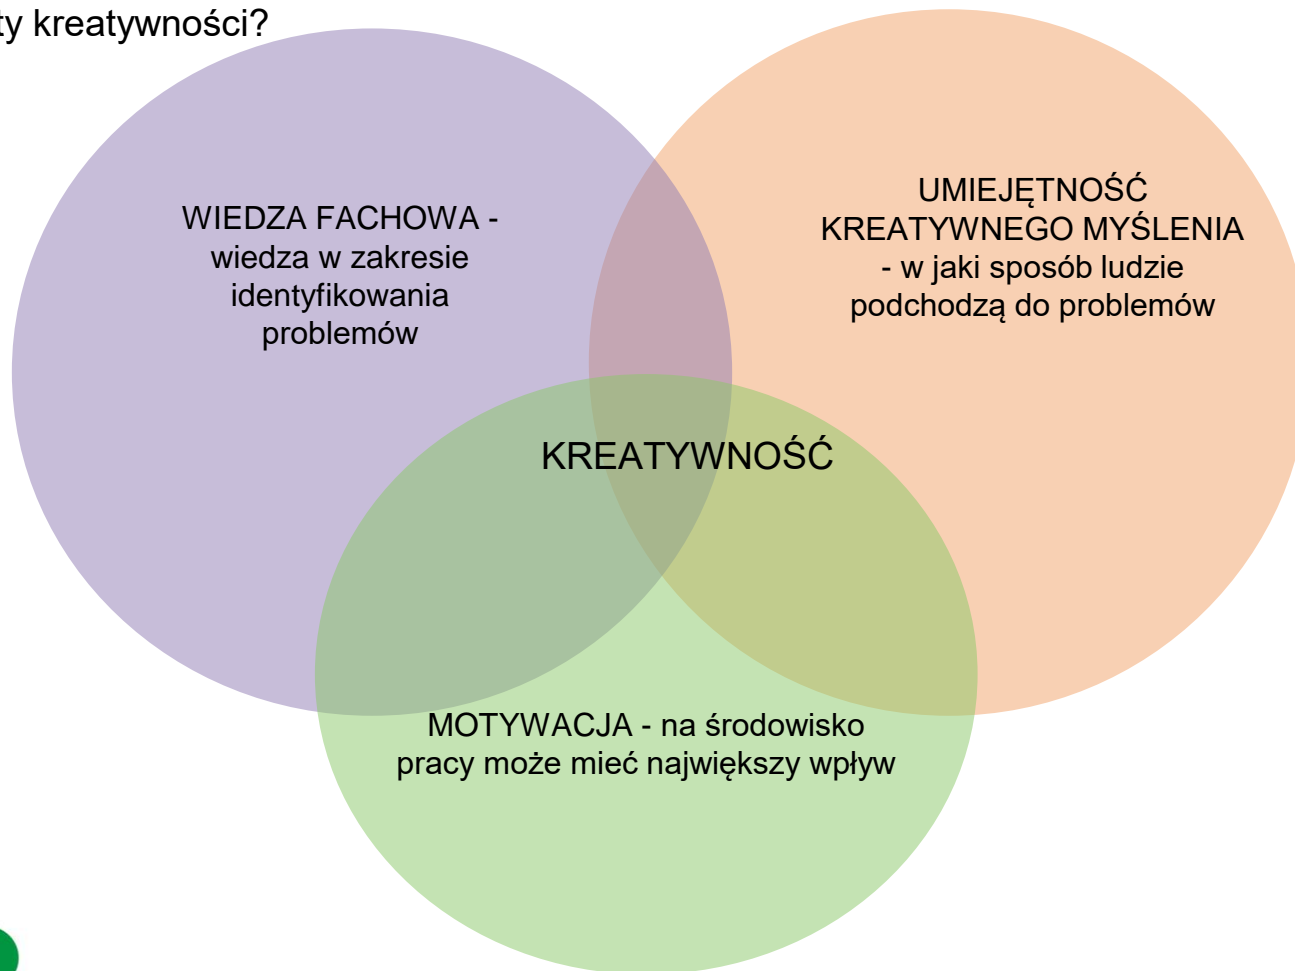 ty kreatywności?
WIEDZA FACHOWA -
wiedza w zakresie
identyfikowania
problemów
UMIEJĘTNOŚĆ
KREATYWNEGO MYŚLENIA
- w jaki sposób ludzie
podchodzą do problemów
KREATYWNOŚĆ
MOTYWACJA - na środowisko
pracy może mieć największy wpływ